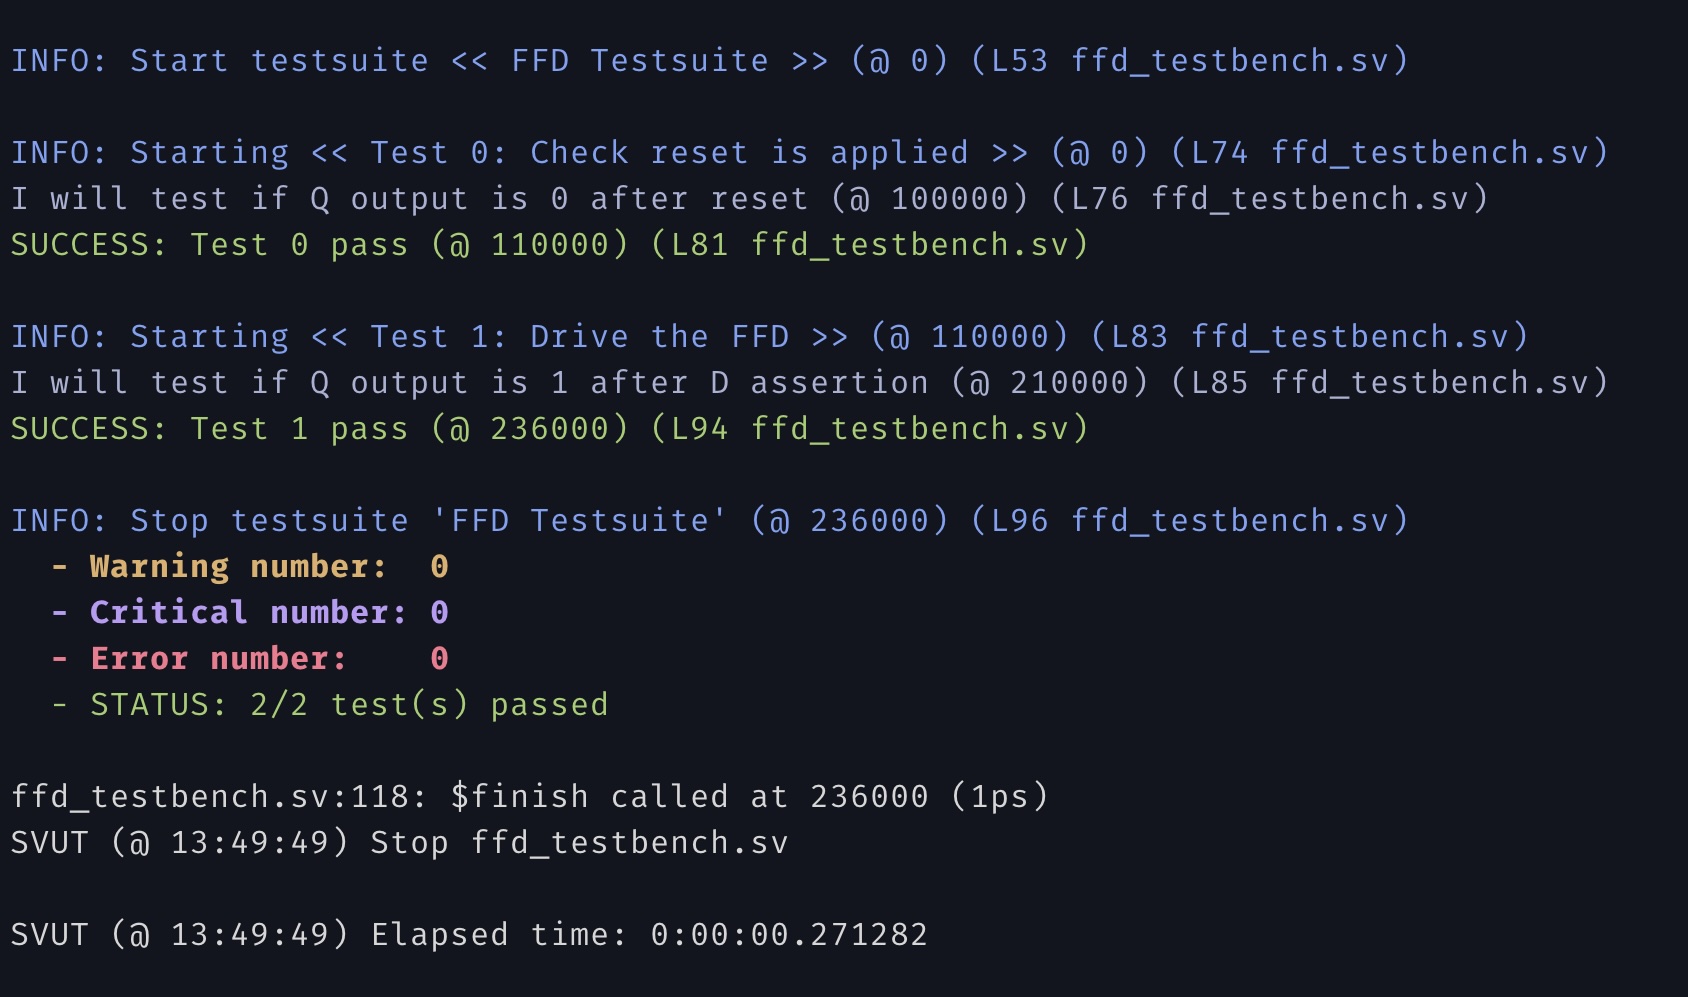 INFO: Start testsuite << FFD Testsuite >> (@ 0) (L53 ffd_testbench.sv)
INFO: Starting << Test 0: Check reset is applied >> (@ 0) (L74 ffd_testbench.sv)
I will test if Q output is 0 after reset (@ 100000) (L76 ffd_testbench.sv)
SUCCESS: Test 0 pass (@ 110000) (L81 ffd_testbench.sv)
INFO: Starting << Test 1: Drive the FFD >> (@ 110000) (L83 ffd_testbench.sv)
I will test if Q output is 1 after D assertion (@ 210000) (L85 ffd_testbench.sv)
SUCCESS: Test 1 pass (@ 236000) (L94 ffd_testbench.sv)
INFO: Stop testsuite 'FFD Testsuite' (@ 236000) (L96 ffd_testbench.sv)
  - Warning number:  0
  - Critical number: 0
  - Error number:    0
  - STATUS: 2/2 test(s) passed
ffd_testbench.sv:118: $finish called at 236000 (1ps)
SVUT (@ 13:49:49) Stop ffd_testbench.sv
SVUT (@ 13:49:49) Elapsed time: 0:00:00.271282